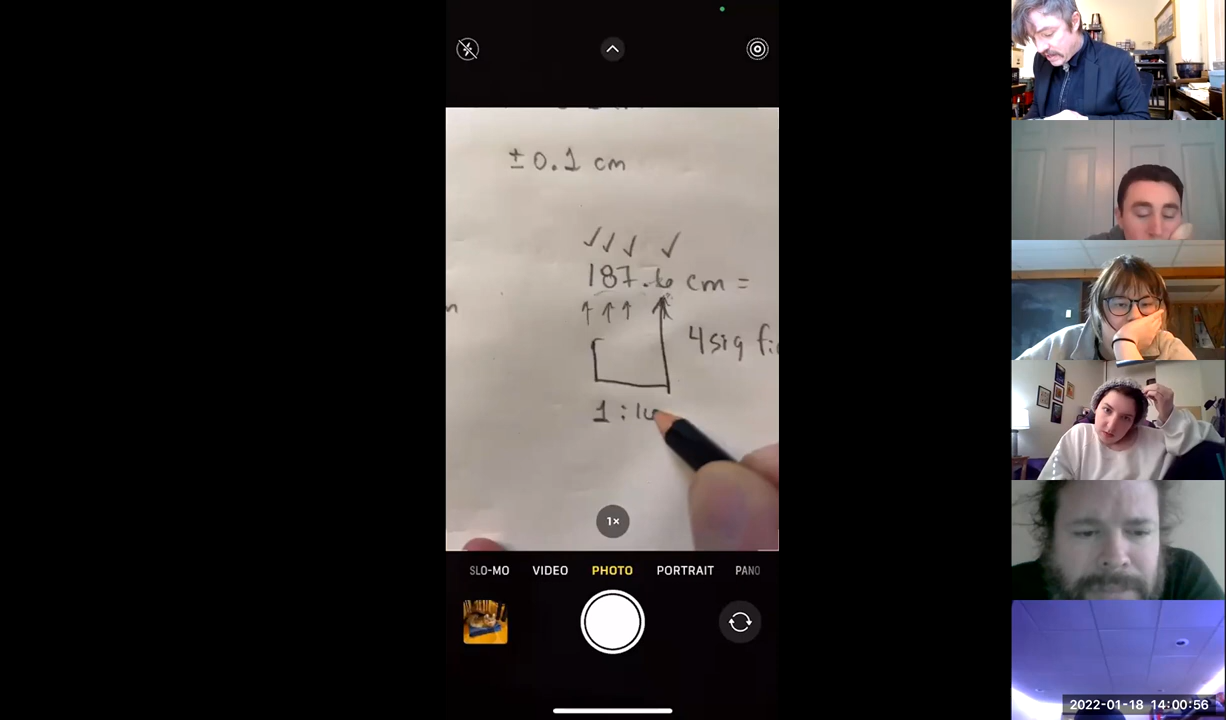 ± 0.1 cm
187.6 cm =
4 sig
1 :
1×
SLO-MO VIDEO PHOTO PORTRAIT PANO
2022-01-18 14:00:56